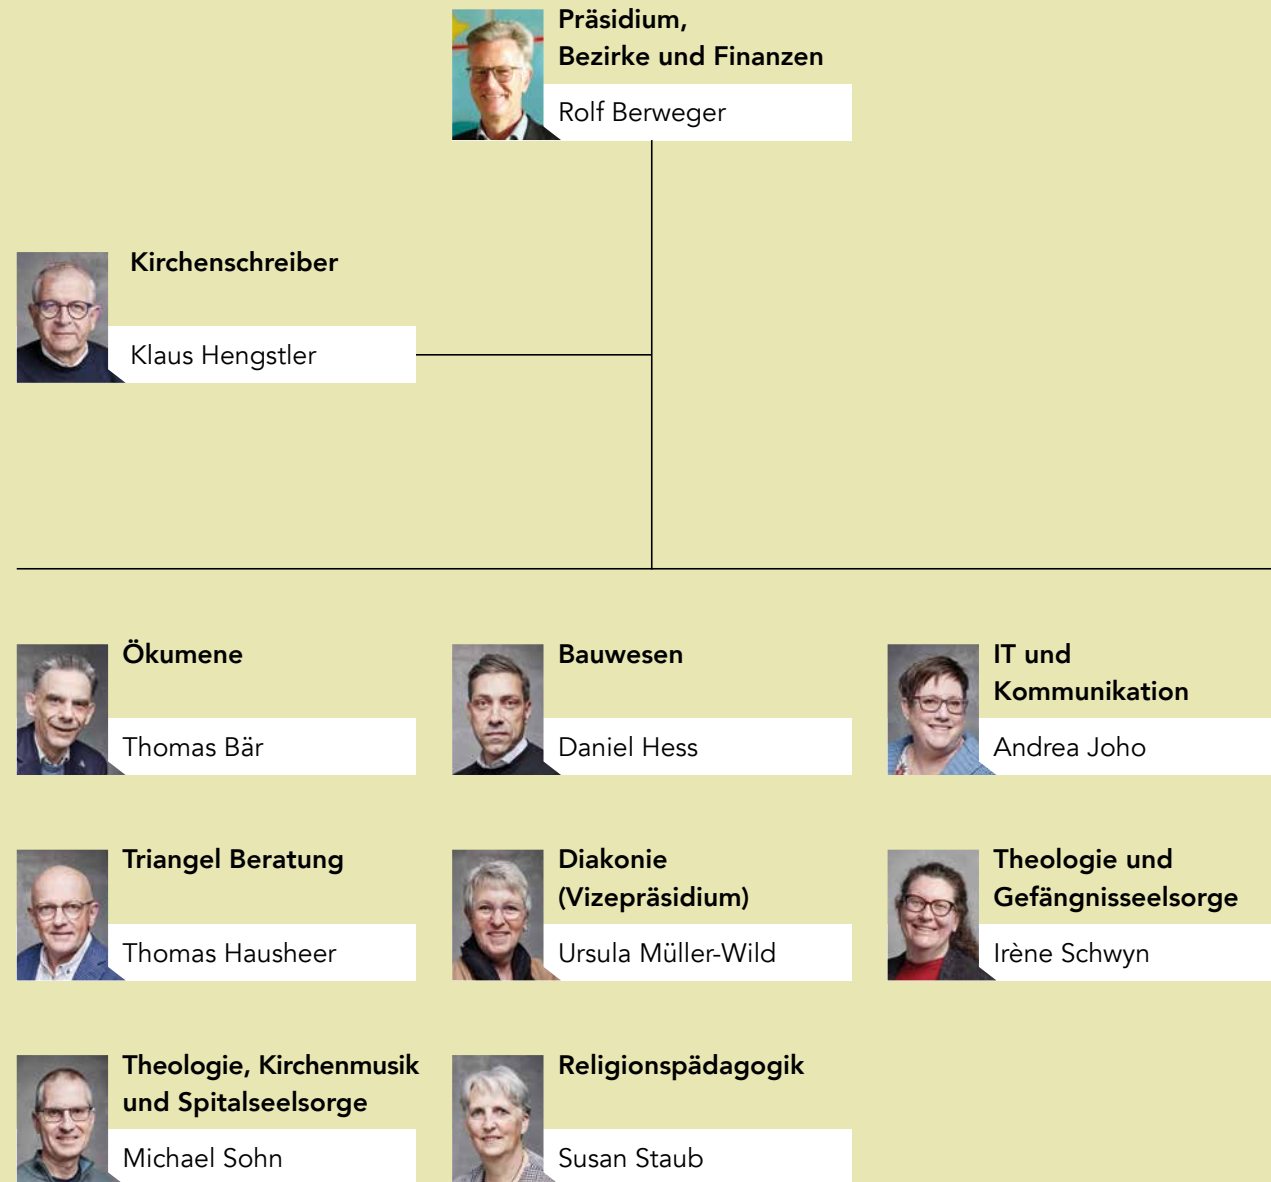 Präsidium,
Bezirke und Finanzen
Rolf Berweger
Kirchenschreiber
Klaus Hengstler
Ökumene
Thomas Bär
Bauwesen
Daniel Hess
IT und
Kommunikation
Andrea Joho
Triangel Beratung
Thomas Hausheer
Diakonie
(Vizepräsidium)
Ursula Müller-Wild
Theologie und
Gefängnisseelsorge
Irène Schwyn
Theologie, Kirchenmusik
und Spitalseelsorge
Michael Sohn
Religionspädagogik
Susan Staub